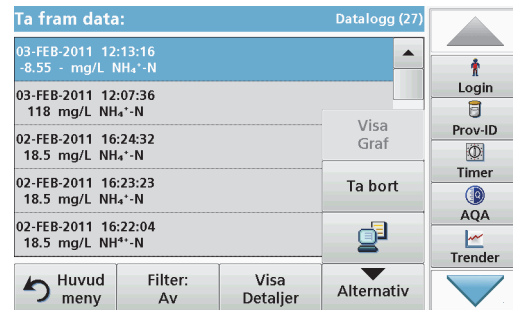 Ta fram data:
Datalogg (27)
03-FEB-2011 12:13:16
-8.55 - mg/L NH₄⁺-N
03-FEB-2011 12:07:36
118 mg/L NH₄⁺-N
02-FEB-2011 16:24:32
18.5 mg/L NH₄⁺-N
02-FEB-2011 16:23:23
18.5 mg/L NH₄⁺-N
02-FEB-2011 16:22:04
18.5 mg/L NH⁴⁺-N
Visa
Graf
Ta bort
Huvud
meny
Filter:
Av
Visa
Detaljer
Alternativ
Login
Prov-ID
Timer
AQA
Trender